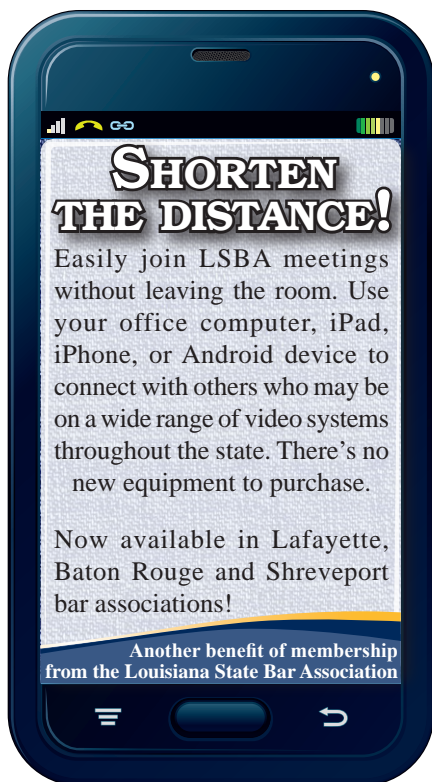 SHORTEN
THE DISTANCE!
Easily join LSBA meetings
without leaving the room. Use
your office computer, iPad,
iPhone, or Android device to
connect with others who may be
on a wide range of video systems
throughout the state. There's no
new equipment to purchase.
Now available in Lafayette,
Baton Rouge and Shreveport
bar associations!
Another benefit of membership
from the Louisiana State Bar Association